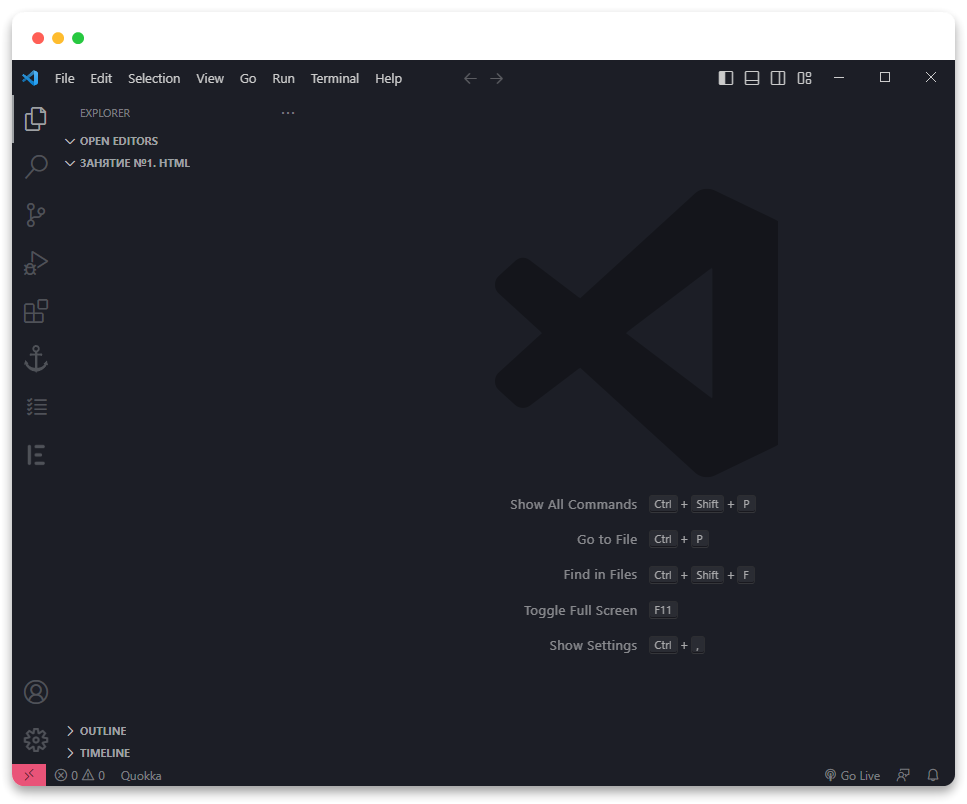 File Edit Selection View Go Run Terminal Help
EXPLORER ...
OPEN EDITORS
ЗАНЯТИЕ №1. HTML
Show All Commands Ctrl + Shift + P
Go to File Ctrl + P
Find in Files Ctrl + Shift + F
Toggle Full Screen F11
Show Settings Ctrl + ,
OUTLINE
TIMELINE
0 0 Quokka Go Live